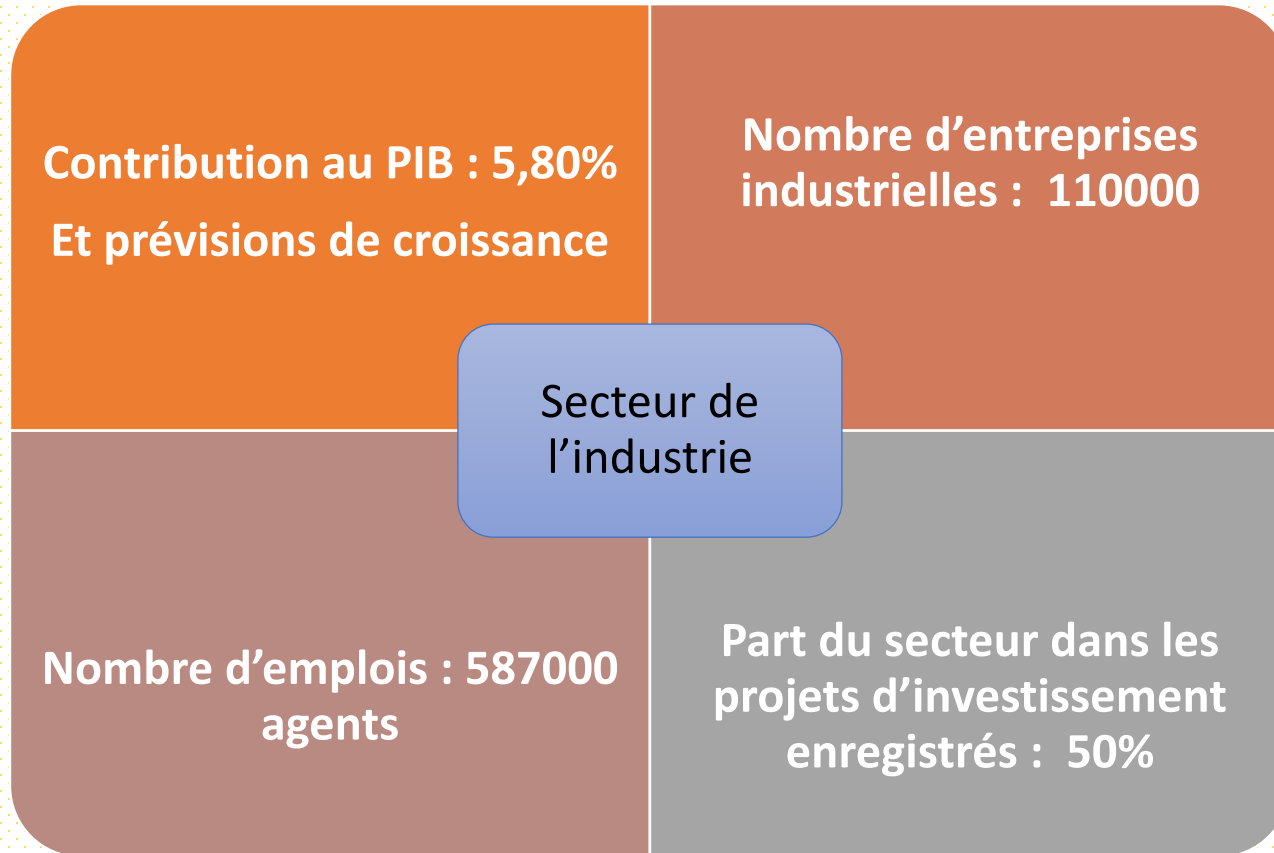 Contribution au PIB : 5,80%
Et prévisions de croissance
Nombre d’entreprises
industrielles :  110000
Secteur de
l’industrie
Nombre d’emplois : 587000
agents
Part du secteur dans les
projets d’investissement
enregistrés :  50%